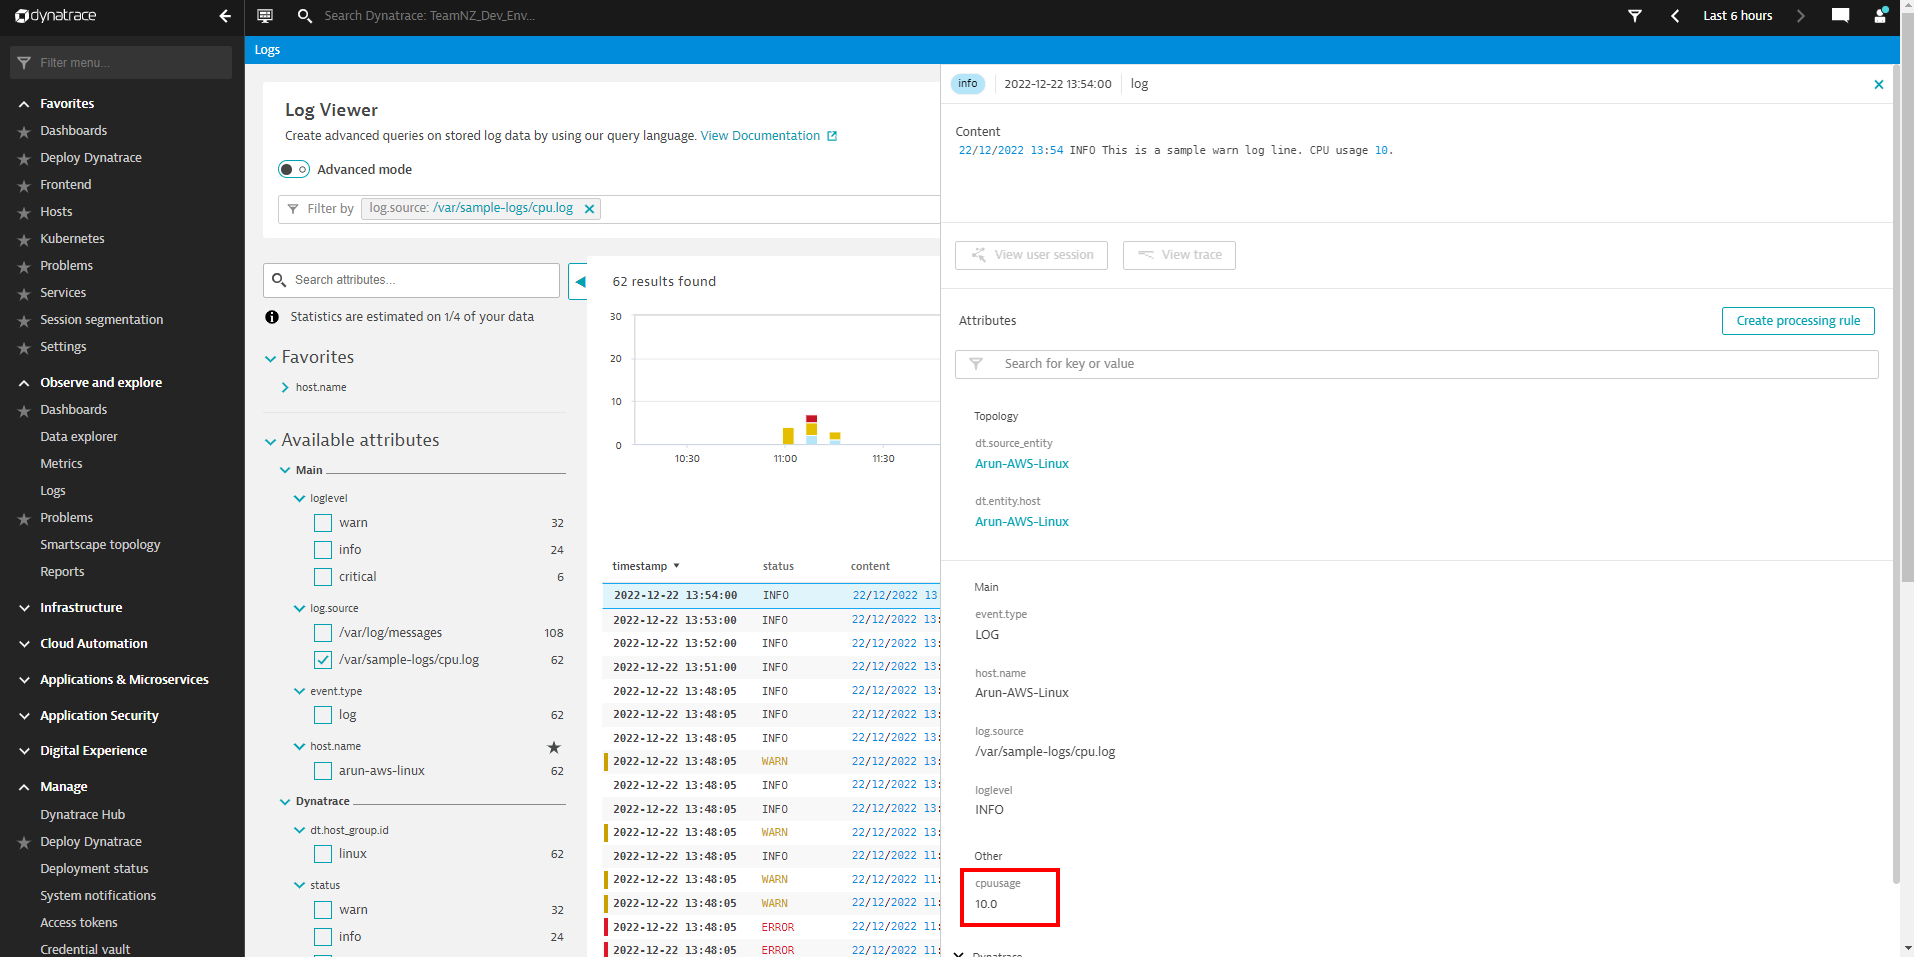 dynatrace
Search Dynatrace: TeamNZ_Dev_Env...
Last 6 hours
Filter menu...
Favorites
Dashboards
Deploy Dynatrace
Frontend
Hosts
Kubernetes
Problems
Services
Session segmentation
Settings
Observe and explore
Dashboards
Data explorer
Metrics
Logs
Problems
Smartscape topology
Reports
Infrastructure
Cloud Automation
Applications & Microservices
Application Security
Digital Experience
Manage
Dynatrace Hub
Deploy Dynatrace
Deployment status
System notifications
Access tokens
Credential vault
Logs
Log Viewer
Create advanced queries on stored log data by using our query language. View Documentation
Advanced mode
Filter by log.source: /var/sample-logs/cpu.log
Search attributes...
Statistics are estimated on 1/4 of your data
Favorites
host.name
Available attributes
Main
loglevel
warn 32
info 24
critical 6
log.source
/var/log/messages 108
/var/sample-logs/cpu.log 62
event.type
log 62
host.name
arun-aws-linux 62
Dynatrace
dt.host_group.id
linux 62
status
warn 32
info 24
62 results found
30
20
10
0
10:30 11:00 11:30
timestamp status content
2022-12-22 13:54:00 INFO 22/12/2022 13
2022-12-22 13:53:00 INFO 22/12/2022 13:
2022-12-22 13:52:00 INFO 22/12/2022 13:
2022-12-22 13:51:00 INFO 22/12/2022 13:
2022-12-22 13:48:05 INFO 22/12/2022 13:
2022-12-22 13:48:05 INFO 22/12/2022 13:
2022-12-22 13:48:05 INFO 22/12/2022 13:
2022-12-22 13:48:05 WARN 22/12/2022 13:
2022-12-22 13:48:05 INFO 22/12/2022 13:
2022-12-22 13:48:05 INFO 22/12/2022 13:
2022-12-22 13:48:05 WARN 22/12/2022 13:
2022-12-22 13:48:05 INFO 22/12/2022 11:
2022-12-22 13:48:05 WARN 22/12/2022 11:
2022-12-22 13:48:05 WARN 22/12/2022 11:
2022-12-22 13:48:05 ERROR 22/12/2022 11:
2022-12-22 13:48:05 ERROR 22/12/2022 11:
info 2022-12-22 13:54:00 log
Content
22/12/2022 13:54 INFO This is a sample warn log line. CPU usage 10.
View user session View trace
Attributes Create processing rule
Search for key or value
Topology
dt.source_entity
Arun-AWS-Linux
dt.entity.host
Arun-AWS-Linux
Main
event.type
LOG
host.name
Arun-AWS-Linux
log.source
/var/sample-logs/cpu.log
loglevel
INFO
Other
cpuusage
10.0
Dynatrace